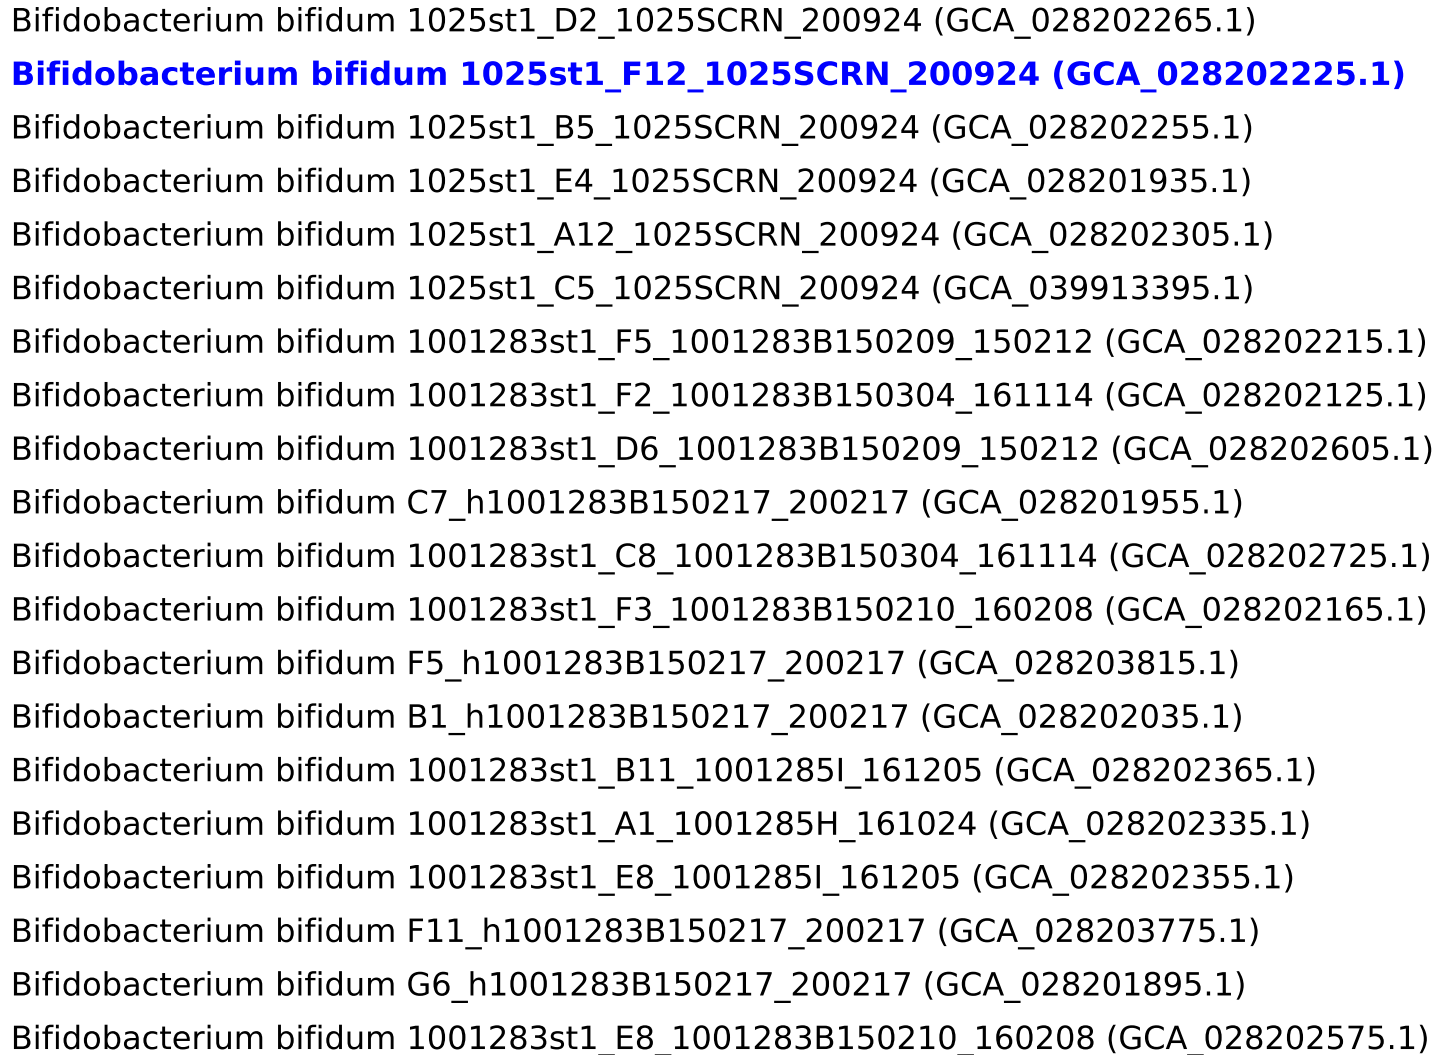 Bifidobacterium bifidum 1025st1_D2_1025SCRN_200924 (GCA_028202265.1)
Bifidobacterium bifidum 1025st1_F12_1025SCRN_200924 (GCA_028202225.1)
Bifidobacterium bifidum 1025st1_B5_1025SCRN_200924 (GCA_028202255.1)
Bifidobacterium bifidum 1025st1_E4_1025SCRN_200924 (GCA_028201935.1)
Bifidobacterium bifidum 1025st1_A12_1025SCRN_200924 (GCA_028202305.1)
Bifidobacterium bifidum 1025st1_C5_1025SCRN_200924 (GCA_039913395.1)
Bifidobacterium bifidum 1001283st1_F5_1001283B150209_150212 (GCA_028202215.1)
Bifidobacterium bifidum 1001283st1_F2_1001283B150304_161114 (GCA_028202125.1)
Bifidobacterium bifidum 1001283st1_D6_1001283B150209_150212 (GCA_028202605.1)
Bifidobacterium bifidum C7_h1001283B150217_200217 (GCA_028201955.1)
Bifidobacterium bifidum 1001283st1_C8_1001283B150304_161114 (GCA_028202725.1)
Bifidobacterium bifidum 1001283st1_F3_1001283B150210_160208 (GCA_028202165.1)
Bifidobacterium bifidum F5_h1001283B150217_200217 (GCA_028203815.1)
Bifidobacterium bifidum B1_h1001283B150217_200217 (GCA_028202035.1)
Bifidobacterium bifidum 1001283st1_B11_1001285I_161205 (GCA_028202365.1)
Bifidobacterium bifidum 1001283st1_A1_1001285H_161024 (GCA_028202335.1)
Bifidobacterium bifidum 1001283st1_E8_1001285I_161205 (GCA_028202355.1)
Bifidobacterium bifidum F11_h1001283B150217_200217 (GCA_028203775.1)
Bifidobacterium bifidum G6_h1001283B150217_200217 (GCA_028201895.1)
Bifidobacterium bifidum 1001283st1_E8_1001283B150210_160208 (GCA_028202575.1)